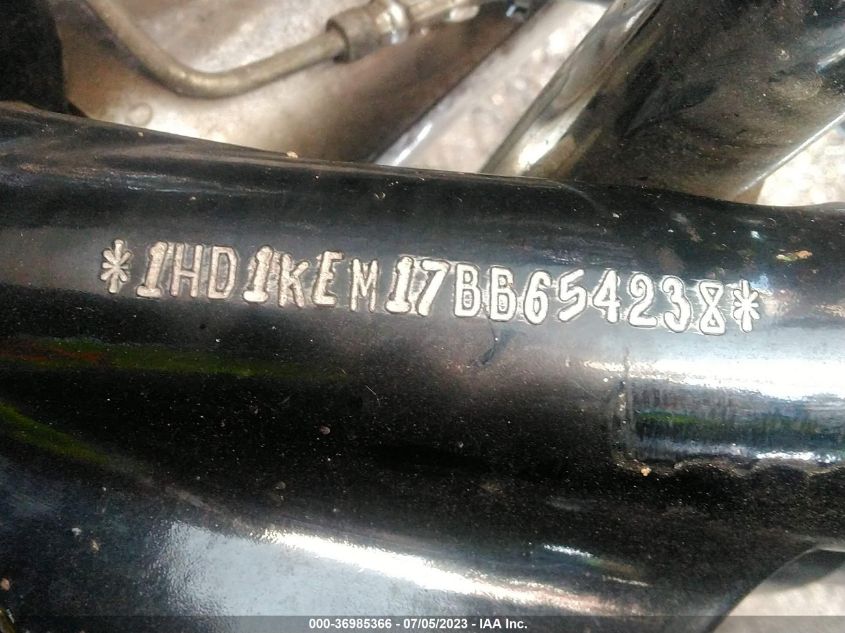 *1HD1KEM17BB654238*
000-36985366 - 07/05/2023 - IAA Inc.